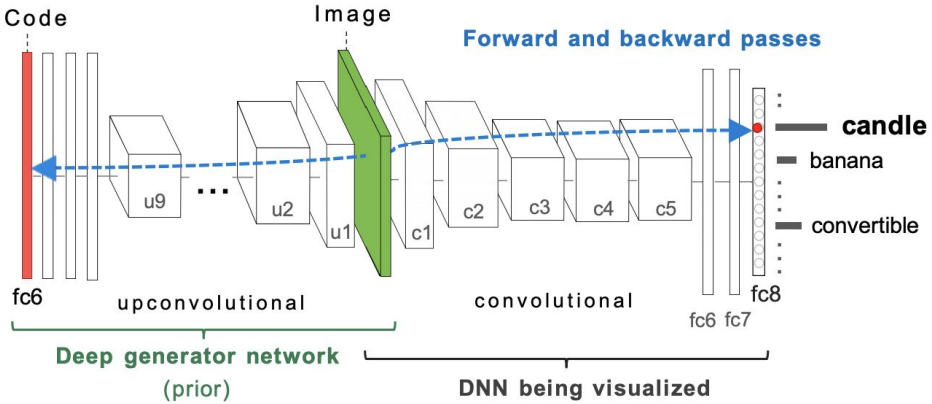 Code
Image
Forward and backward passes
candle
banana
convertible
u9
...
u2
u1
c1
c2
c3
c4
c5
fc6
upconvolutional
convolutional
fc6
fc7
fc8
Deep generator network
(prior)
DNN being visualized